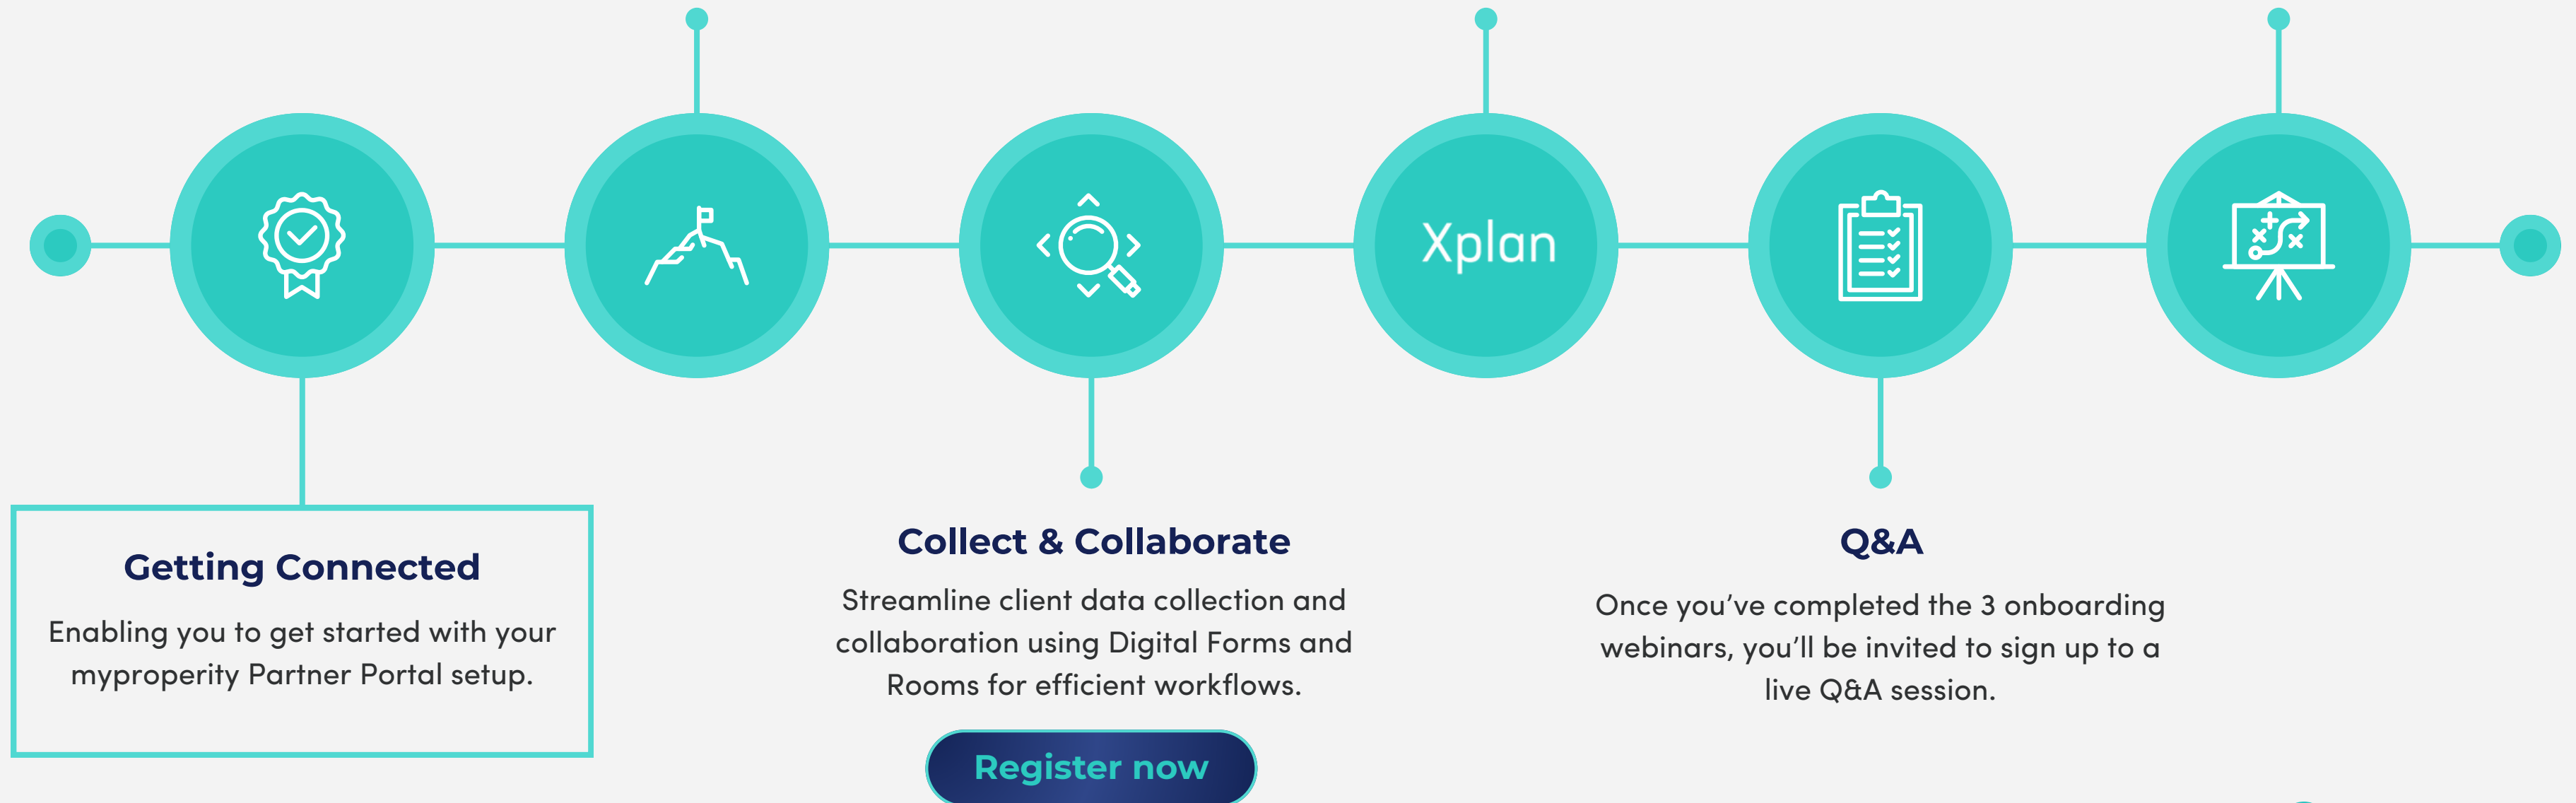 Xplan
Getting Connected
Enabling you to get started with your
myproperity Partner Portal setup.
Collect & Collaborate
Streamline client data collection and
collaboration using Digital Forms and
Rooms for efficient workflows.
Register now
Q&A
Once you’ve completed the 3 onboarding
webinars, you’ll be invited to sign up to a
live Q&A session.